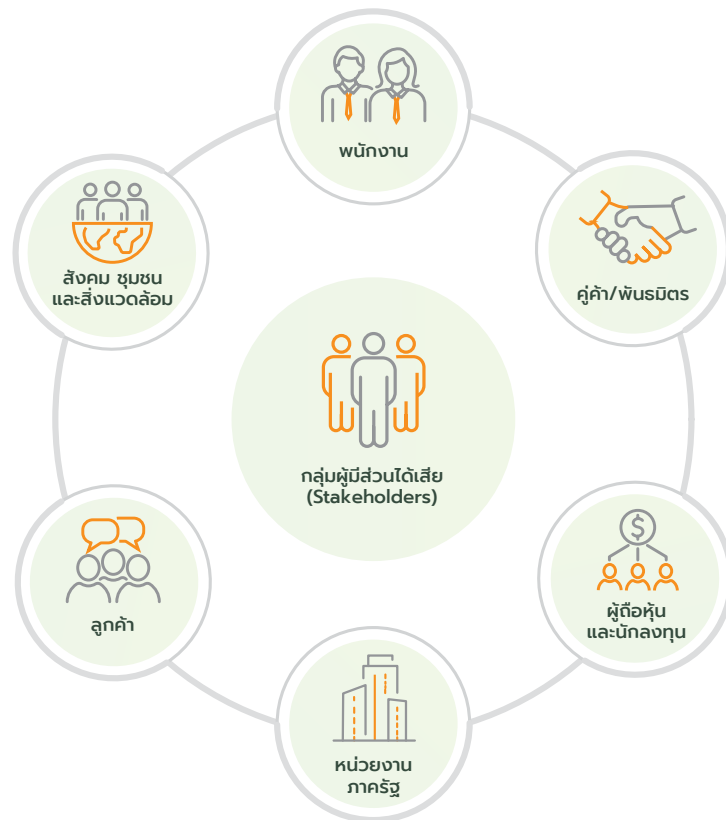 พนักงาน
สังคม ชุมชน
และสิ่งแวดล้อม
คู่ค้า/พันธมิตร
กลุ่มผู้มีส่วนได้เสีย
(Stakeholders)
$
ลูกค้า
ผู้ถือหุ้น
และนักลงทุน
หน่วยงาน
ภาครัฐ